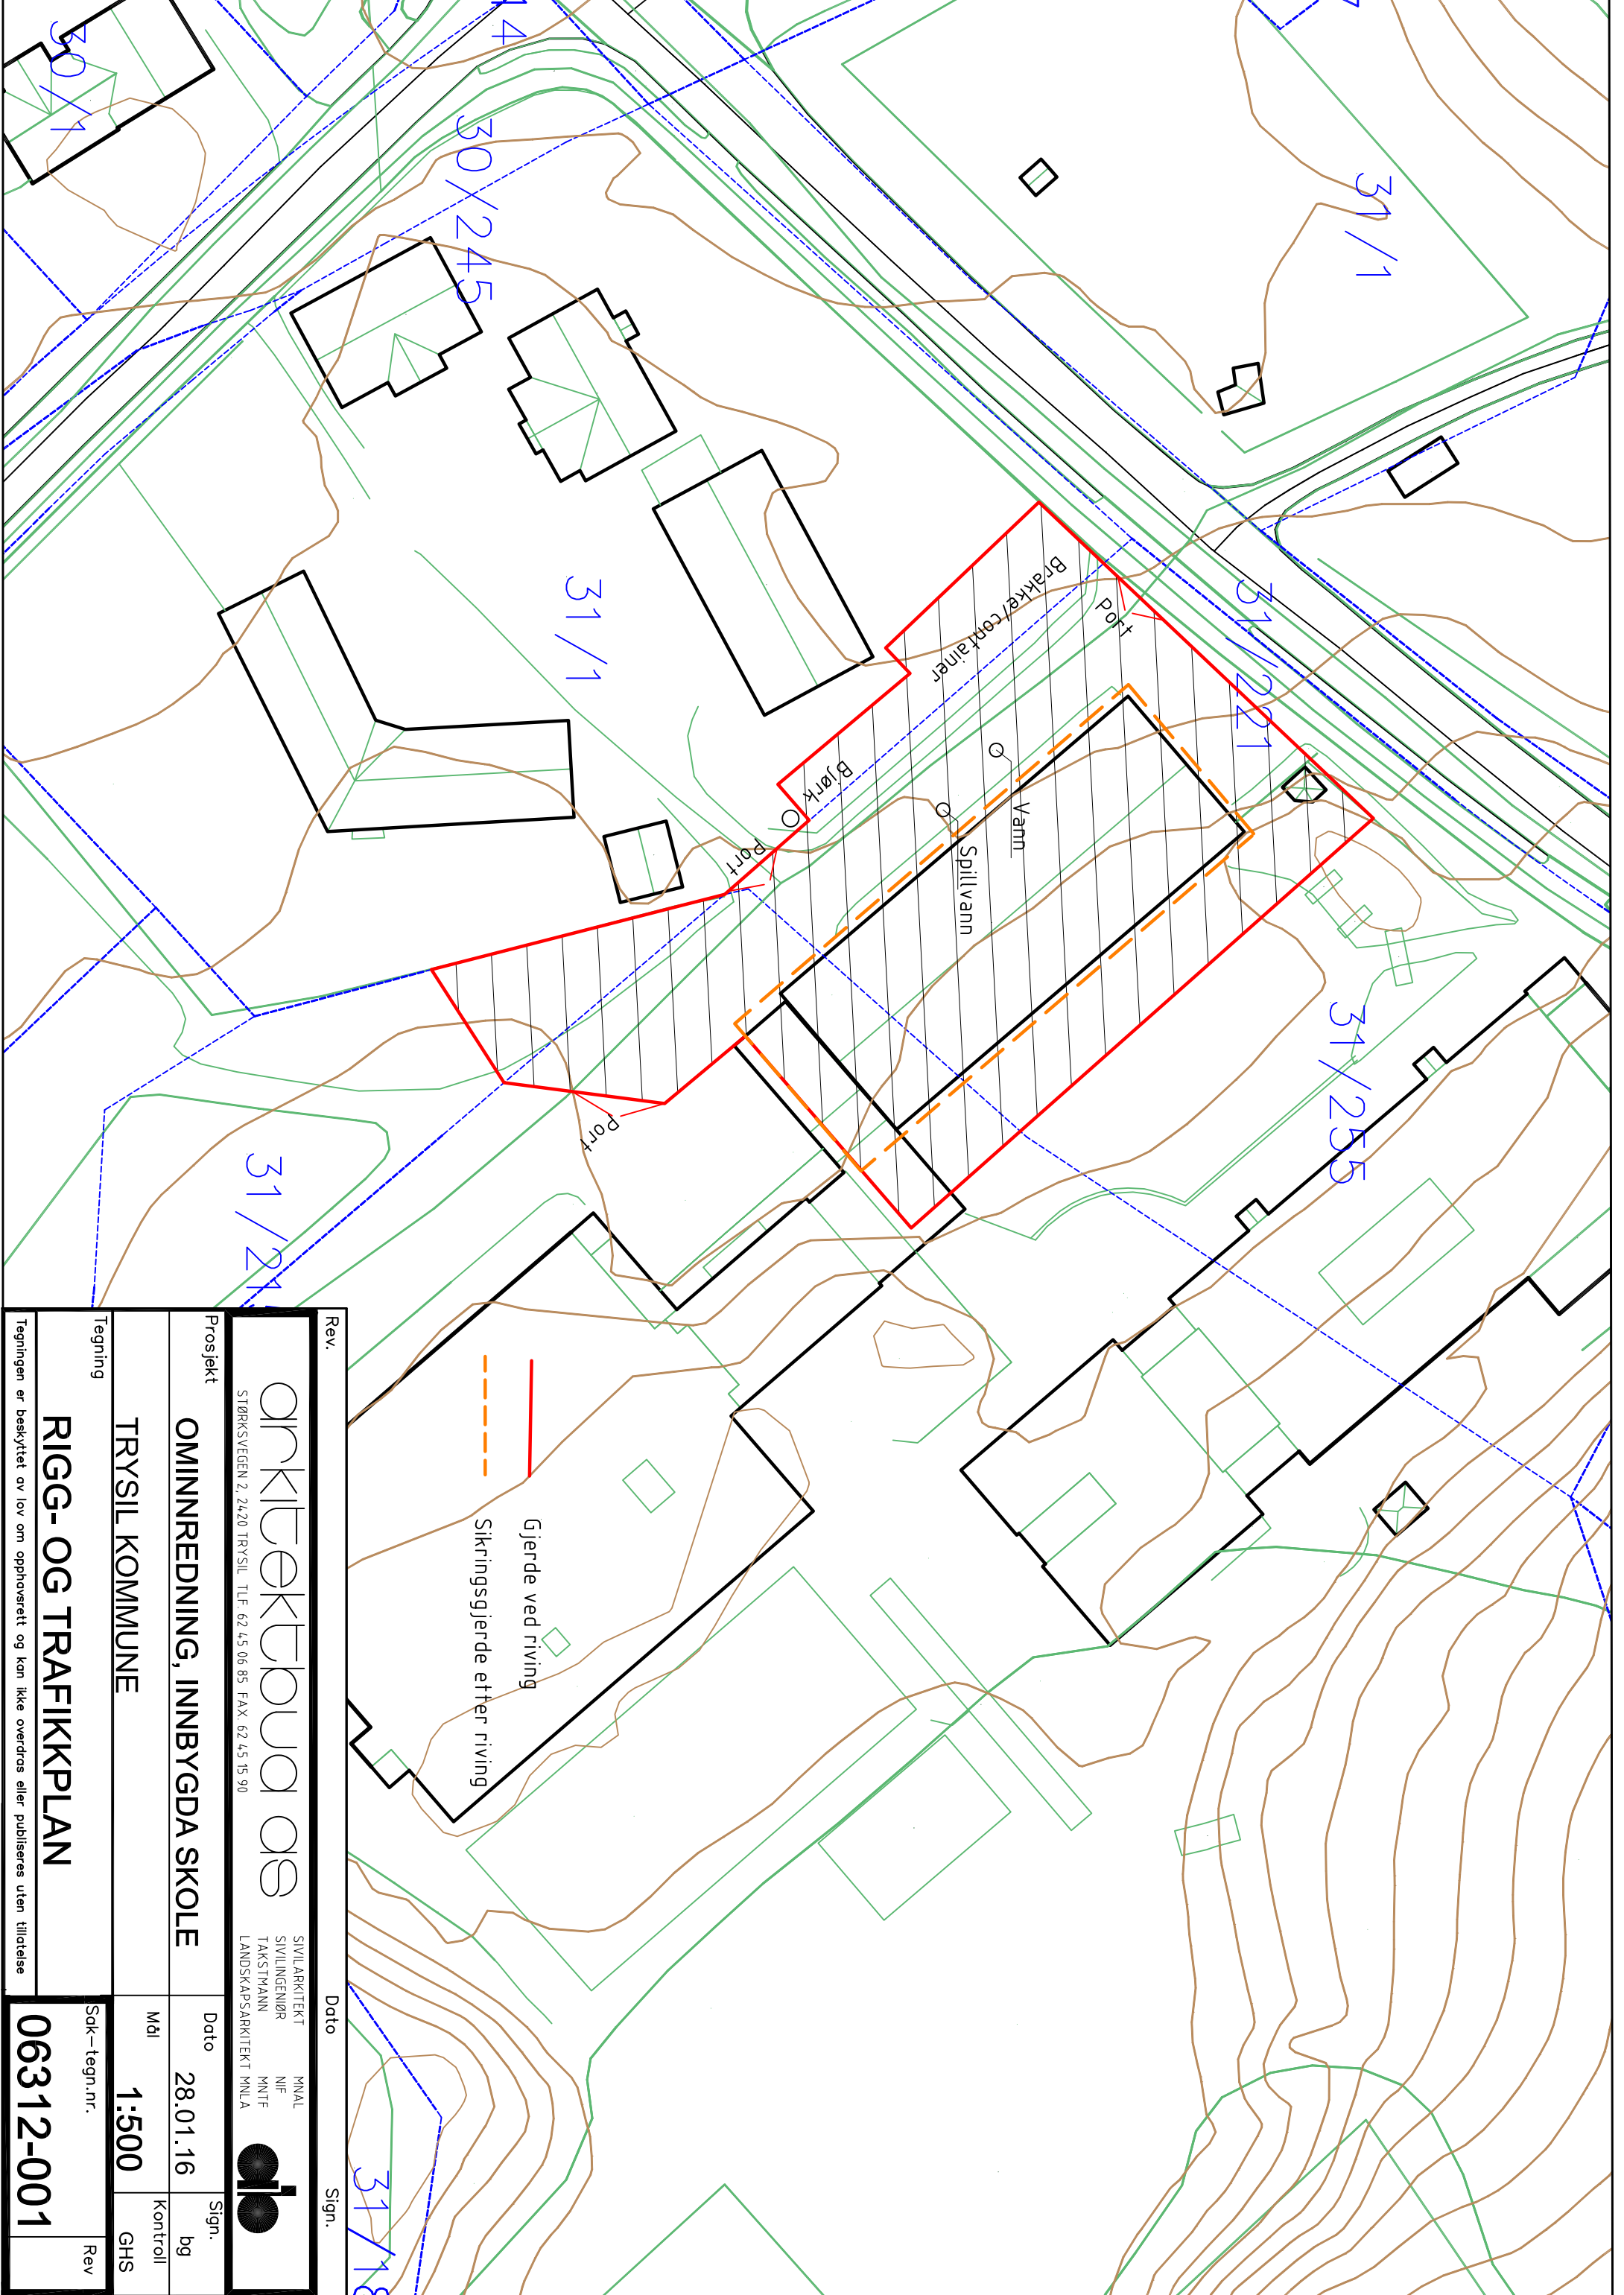 30/1
30/245
31/1
31/1
31/221
31/255
Brakke/container
Port
Bjørk
Port
Vann
Spillvann
Port
Gjerde ved riving
Sikringsgjerde etter riving
Rev.
Dato
Sign.
arkitektbua as
STØRKSVEGEN 2, 2420 TRYSIL TLF. 62 45 06 85 FAX. 62 45 15 90
SIVILARKITEKT MNAL
SIVILINGENIØR NIF
TAKSTMANN MNTF
LANDSKAPSARKITEKT MNLA
ab
Prosjekt
OMINNREDNING, INNBYGDA SKOLE
TRYSIL KOMMUNE
Dato
28.01.16
Sign.
bg
Mål
1:500
Kontroll
GHS
Tegning
RIGG- OG TRAFIKKPLAN
Sak-tegn.nr.
06312-001
Rev
Tegningen er beskyttet av lov om opphavsrett og kan ikke overdras eller publiseres uten tillatelse